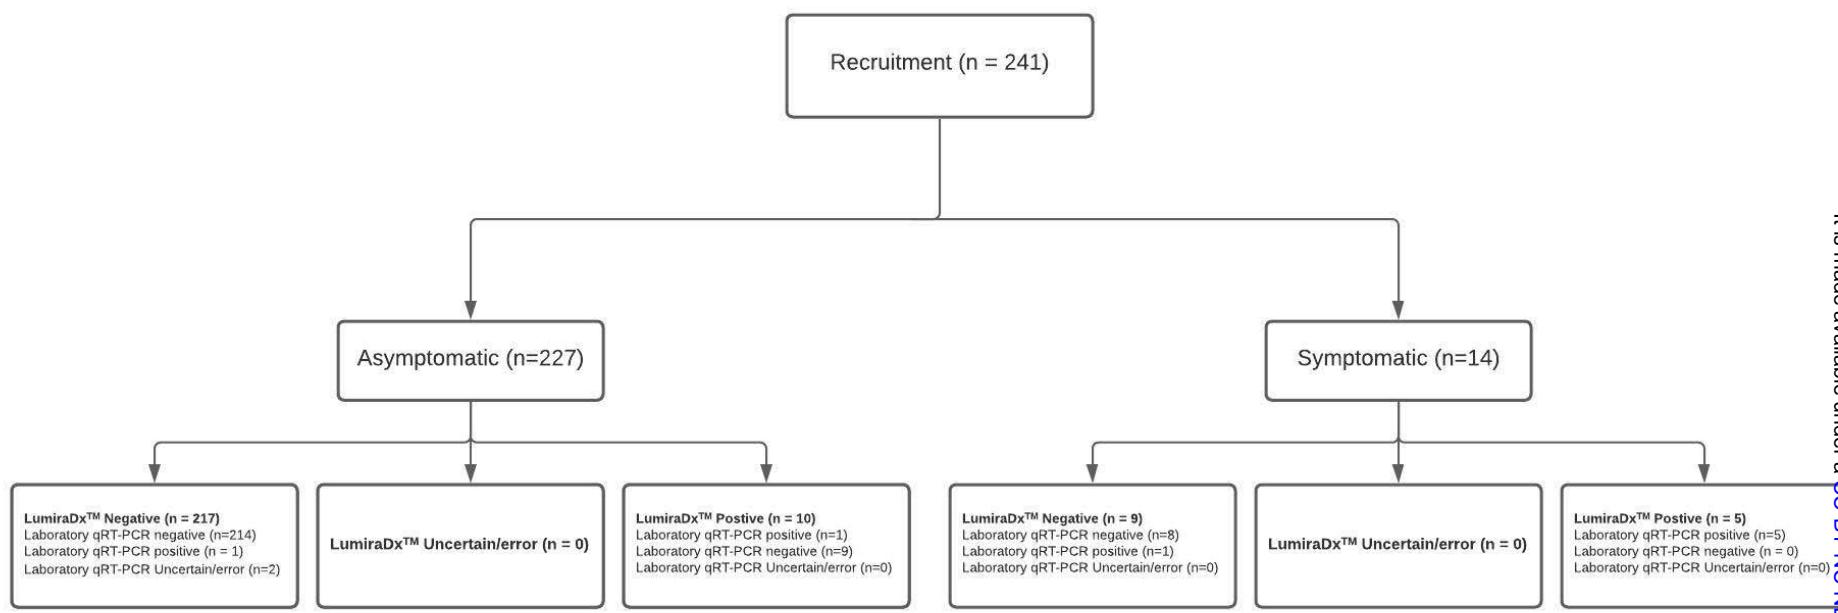 Recruitment (n = 241)
Asymptomatic (n=227)
Symptomatic (n=14)
LumiraDx™ Negative (n = 217)
Laboratory qRT-PCR negative (n=214)
Laboratory qRT-PCR positive (n = 1)
Laboratory qRT-PCR Uncertain/error (n=2)
LumiraDx™ Uncertain/error (n = 0)
LumiraDx™ Postive (n = 10)
Laboratory qRT-PCR positive (n=1)
Laboratory qRT-PCR negative (n=9)
Laboratory qRT-PCR Uncertain/error (n=0)
LumiraDx™ Negative (n = 9)
Laboratory qRT-PCR negative (n=8)
Laboratory qRT-PCR positive (n=1)
Laboratory qRT-PCR Uncertain/error (n=0)
LumiraDx™ Uncertain/error (n = 0)
LumiraDx™ Postive (n = 5)
Laboratory qRT-PCR positive (n=5)
Laboratory qRT-PCR negative (n = 0)
Laboratory qRT-PCR Uncertain/error (n=0)